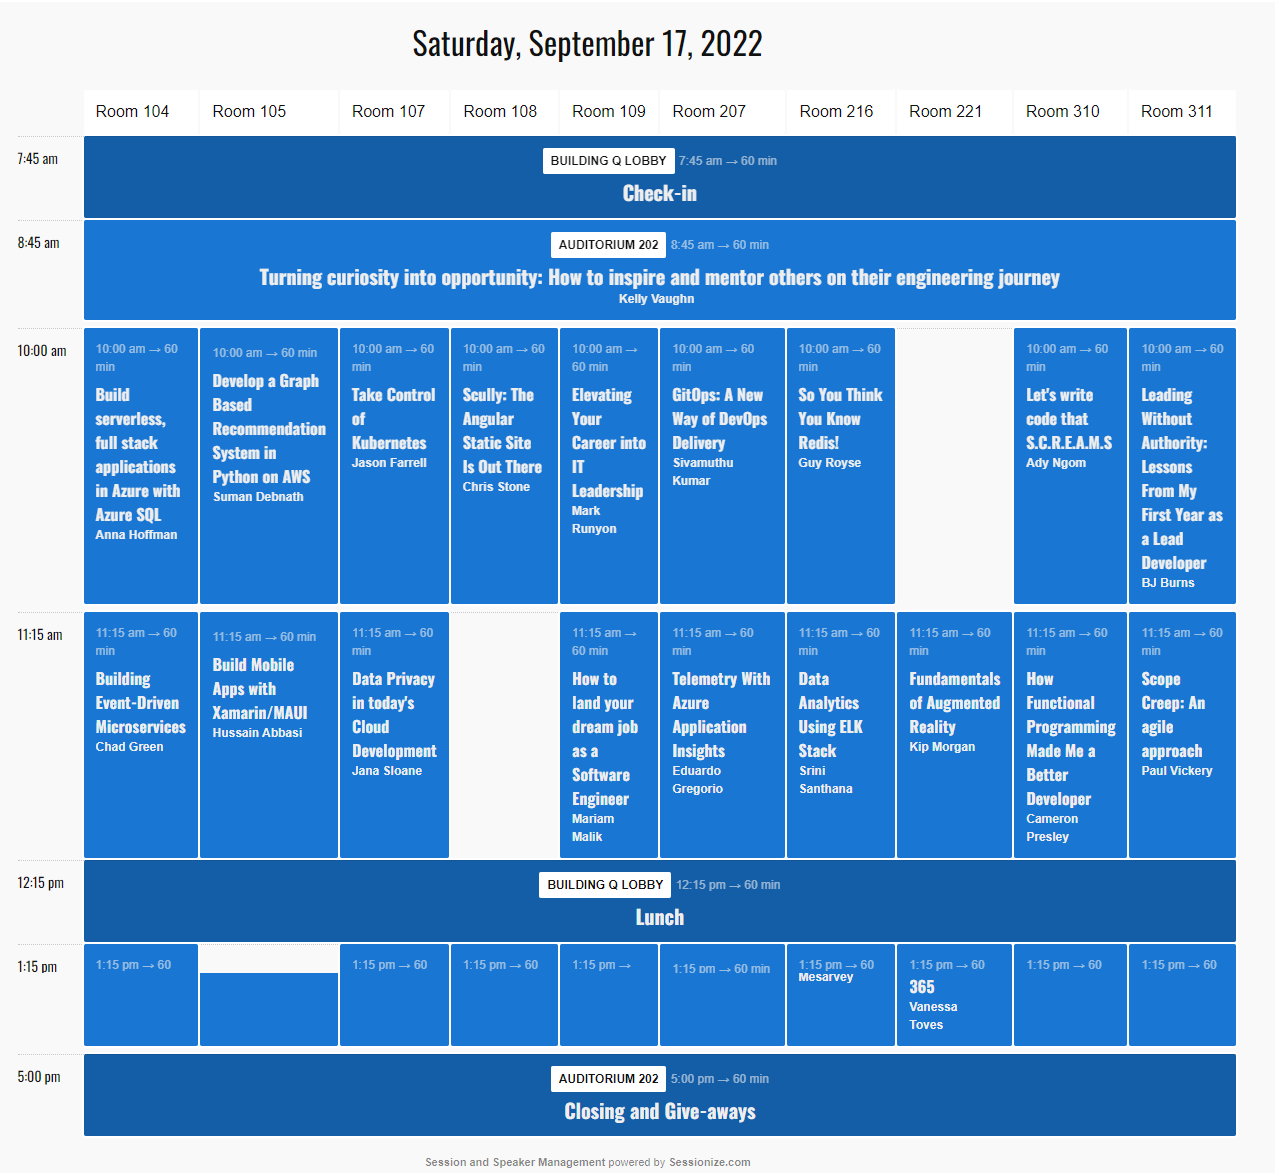 Saturday, September 17, 2022
Room 104
Room 105
Room 107
Room 108
Room 109
Room 207
Room 216
Room 221
Room 310
Room 311
7:45 am
BUILDING Q LOBBY 7:45 am → 60 min
Check-in
8:45 am
AUDITORIUM 202 8:45 am → 60 min
Turning curiosity into opportunity: How to inspire and mentor others on their engineering journey
Kelly Vaughn
10:00 am
10:00 am → 60
min
Build
serverless,
full stack
applications
in Azure with
Azure SQL
Anna Hoffman
10:00 am → 60 min
Develop a Graph
Based
Recommendation
System in
Python on AWS
Suman Debnath
10:00 am → 60
min
Take Control
of
Kubernetes
Jason Farrell
10:00 am → 60
min
Scully: The
Angular
Static Site
Is Out There
Chris Stone
10:00 am →
60 min
Elevating
Your
Career into
IT
Leadership
Mark
Runyon
10:00 am → 60
min
GitOps: A New
Way of DevOps
Delivery
Sivamuthu
Kumar
10:00 am → 60
min
So You Think
You Know
Redis!
Guy Royse
10:00 am → 60
min
Let's write
code that
S.C.R.E.A.M.S
Ady Ngom
10:00 am → 60
min
Leading
Without
Authority:
Lessons
From My
First Year as
a Lead
Developer
BJ Burns
11:15 am
11:15 am → 60
min
Building
Event-Driven
Microservices
Chad Green
11:15 am → 60 min
Build Mobile
Apps with
Xamarin/MAUI
Hussain Abbasi
11:15 am → 60
min
Data Privacy
in today's
Cloud
Development
Jana Sloane
11:15 am →
60 min
How to
land your
dream job
as a
Software
Engineer
Mariam
Malik
11:15 am → 60
min
Telemetry With
Azure
Application
Insights
Eduardo
Gregorio
11:15 am → 60
min
Data
Analytics
Using ELK
Stack
Srini
Santhana
11:15 am → 60
min
Fundamentals
of Augmented
Reality
Kip Morgan
11:15 am → 60
min
How
Functional
Programming
Made Me a
Better
Developer
Cameron
Presley
11:15 am → 60
min
Scope
Creep: An
agile
approach
Paul Vickery
12:15 pm
BUILDING Q LOBBY 12:15 pm → 60 min
Lunch
1:15 pm
1:15 pm → 60
1:15 pm → 60
1:15 pm → 60
1:15 pm →
1:15 pm → 60 min
1:15 pm → 60
Mesarvey
1:15 pm → 60
365
Vanessa
Toves
1:15 pm → 60
1:15 pm → 60
5:00 pm
AUDITORIUM 202 5:00 pm → 60 min
Closing and Give-aways
Session and Speaker Management powered by Sessionize.com